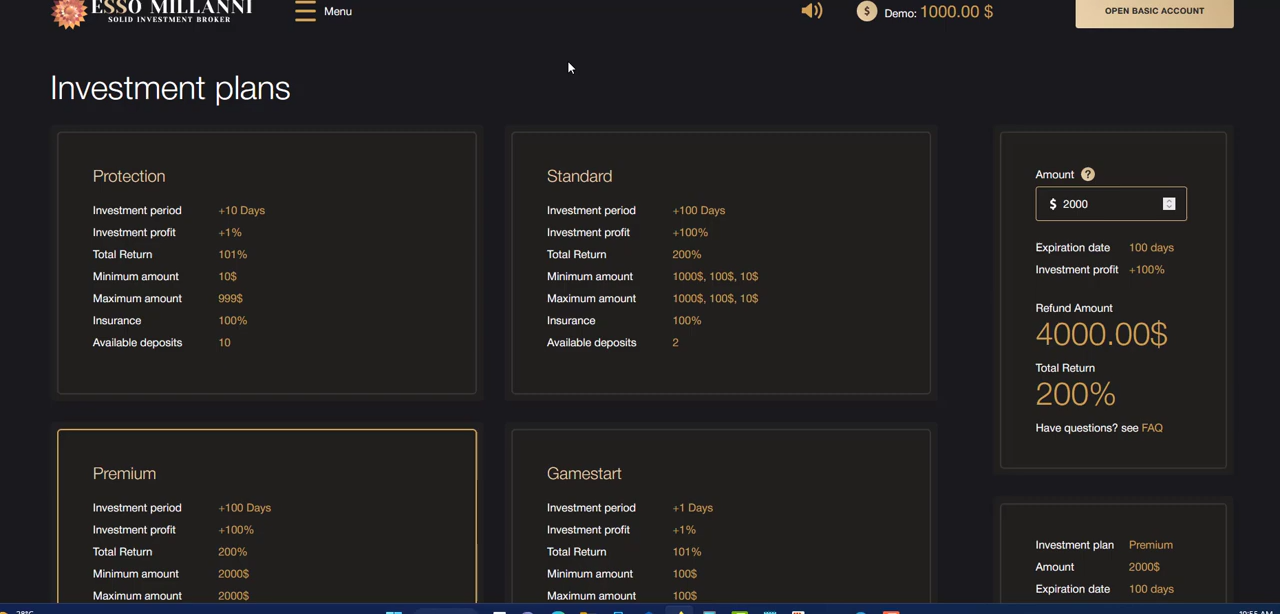 ESSO MILLANNI
SOLID INVESTMENT BROKER
Menu
$ Demo: 1000.00 $
OPEN BASIC ACCOUNT
Investment plans
Protection
Investment period +10 Days
Investment profit +1%
Total Return 101%
Minimum amount 10$
Maximum amount 999$
Insurance 100%
Available deposits 10
Standard
Investment period +100 Days
Investment profit +100%
Total Return 200%
Minimum amount 1000$, 100$, 10$
Maximum amount 1000$, 100$, 10$
Insurance 100%
Available deposits 2
Premium
Investment period +100 Days
Investment profit +100%
Total Return 200%
Minimum amount 2000$
Maximum amount 2000$
Gamestart
Investment period +1 Days
Investment profit +1%
Total Return 101%
Minimum amount 100$
Maximum amount 100$
Amount ?
$ 2000
Expiration date 100 days
Investment profit +100%
Refund Amount
4000.00$
Total Return
200%
Have questions? see FAQ
Investment plan Premium
Amount 2000$
Expiration date 100 days